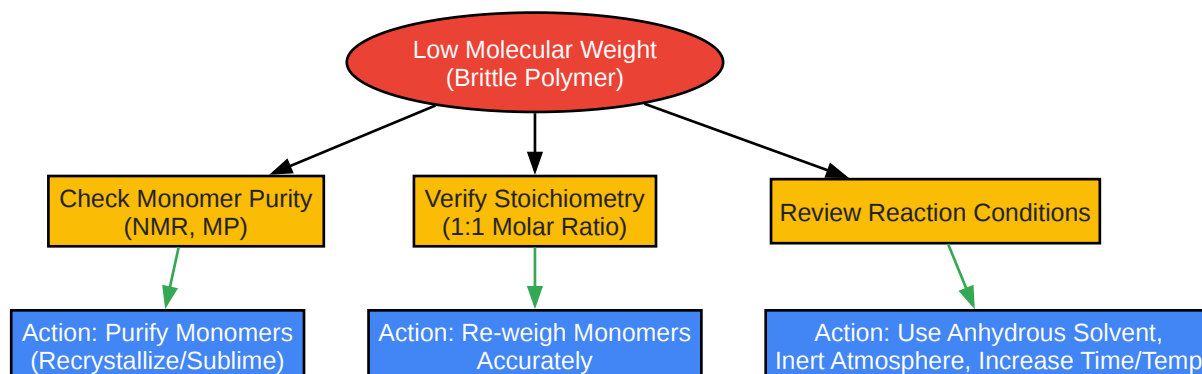 Low Molecular Weight
(Brittle Polymer)
Check Monomer Purity
(NMR, MP)
Verify Stoichiometry
(1:1 Molar Ratio)
Review Reaction Conditions
Action: Purify Monomers
(Recrystallize/Sublime)
Action: Re-weigh Monomers
Accurately
Action: Use Anhydrous Solvent,
Inert Atmosphere, Increase Time/Temp